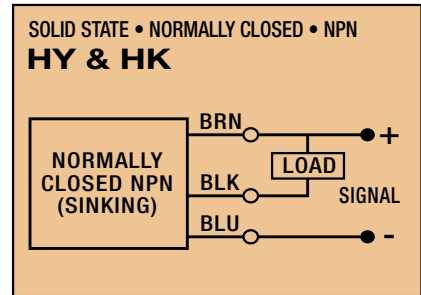 SOLID STATE • NORMALLY CLOSED • NPN
HY & HK
BRN
+
NORMALLY
CLOSED NPN
(SINKING)
LOAD
BLK
SIGNAL
BLU
-